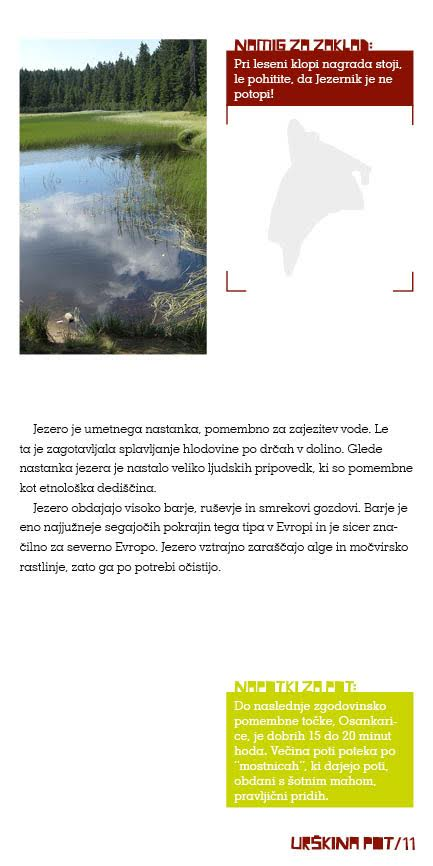 NAMIG ZA ZAKLAD:
Pri leseni klopi nagrada stoji,
le pohitite, da Jezernik je ne
potopi!
Jezero je umetnega nastanka, pomembno za zajezitev vode. Le
ta je zagotavljala splavljanje hlodovine po drčah v dolino. Glede
nastanka jezera je nastalo veliko ljudskih pripovedk, ki so pomembne
kot etnološka dediščina.
Jezero obdajajo visoko barje, ruševje in smrekovi gozdovi. Barje je
eno najjužneje segajočih pokrajin tega tipa v Evropi in je sicer zna-
čilno za severno Evropo. Jezero vztrajno zaraščajo alge in močvirsko
rastlinje, zato ga po potrebi očistijo.
NAPOTKI ZA POT:
Do naslednje zgodovinsko
pomembne točke, Osankari-
ce, je dobrih 15 do 20 minut
hoda. Večina poti poteka po
"mostnicah", ki dajejo poti,
obdani s šotnim mahom,
pravljični pridih.
URŠKINA POT/11